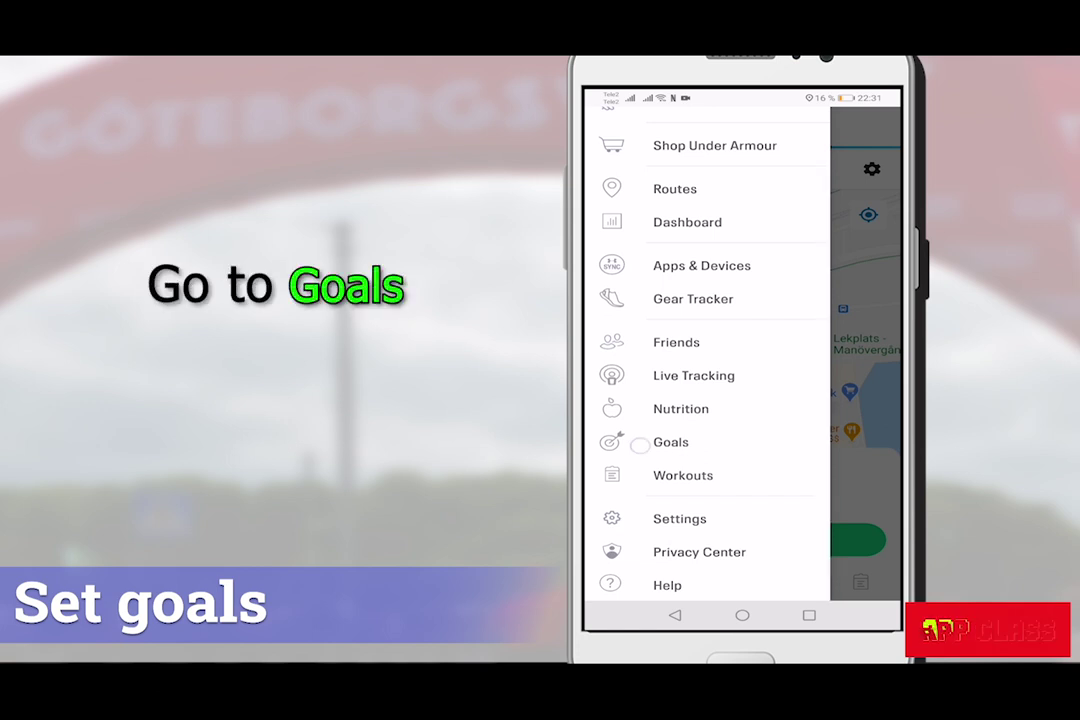 GÖTEBORGS
Go to Goals
Set goals
Tele2
Tele2
16 %
22:31
Shop Under Armour
Routes
Dashboard
SYNC
Apps & Devices
Gear Tracker
Friends
Live Tracking
Nutrition
Goals
Workouts
Settings
Privacy Center
Help
Lekplats -
Manövergån
APP CLASS